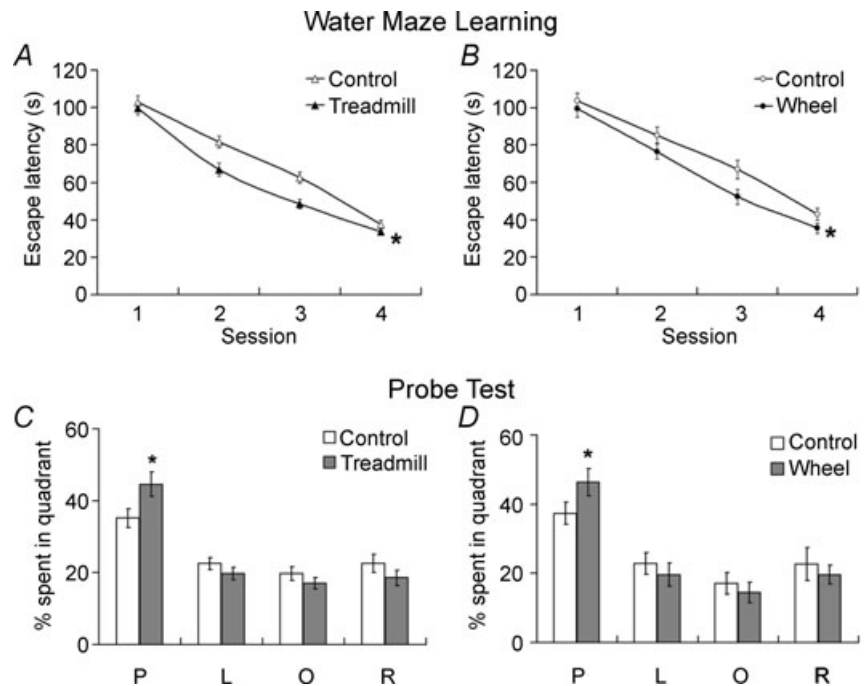 Water Maze Learning
A
Escape latency (s)
120
100
80
60
40
20
0
Control
Treadmill
*
1 2 3 4
Session
B
Escape latency (s)
120
100
80
60
40
20
0
Control
Wheel
*
1 2 3 4
Session
Probe Test
C
% spent in quadrant
60
40
20
0
Control
Treadmill
*
P L O R
D
% spent in quadrant
60
40
20
0
Control
Wheel
*
P L O R